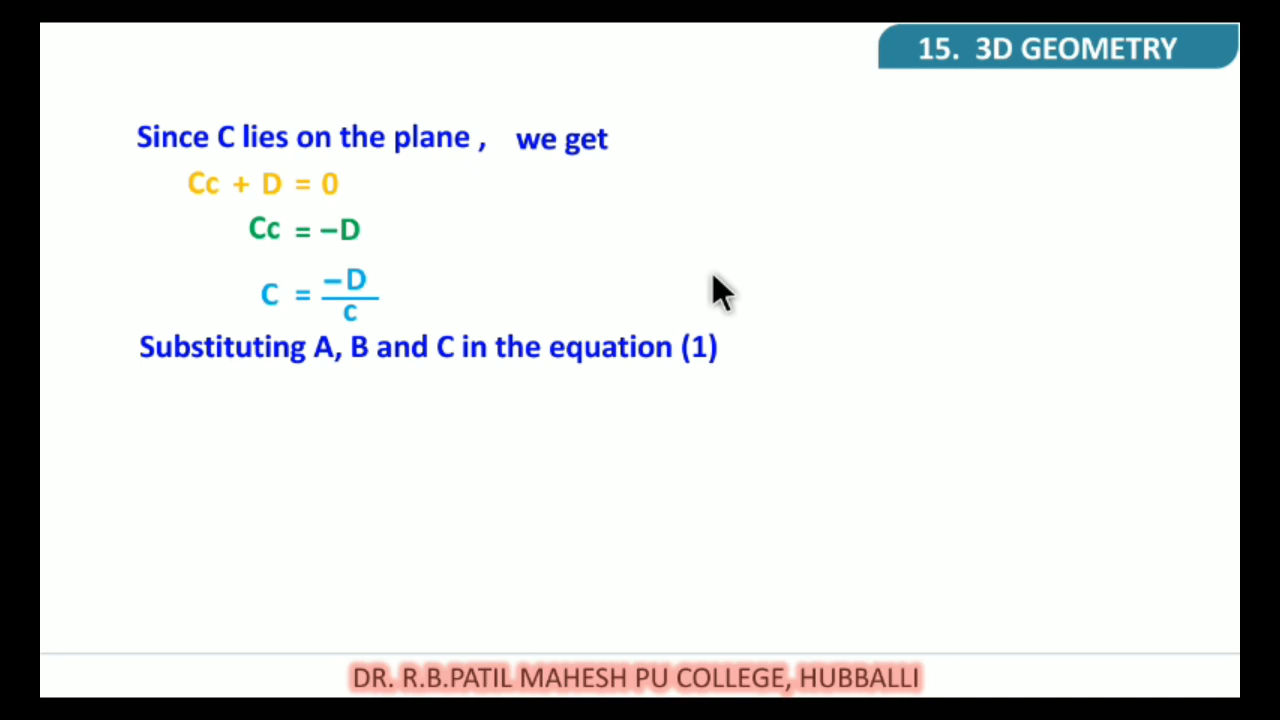 15. 3D GEOMETRY
Since C lies on the plane , we get
Cc + D = 0
Cc = –D
C = –D
c
Substituting A, B and C in the equation (1)
DR. R.B.PATIL MAHESH PU COLLEGE, HUBBALLI